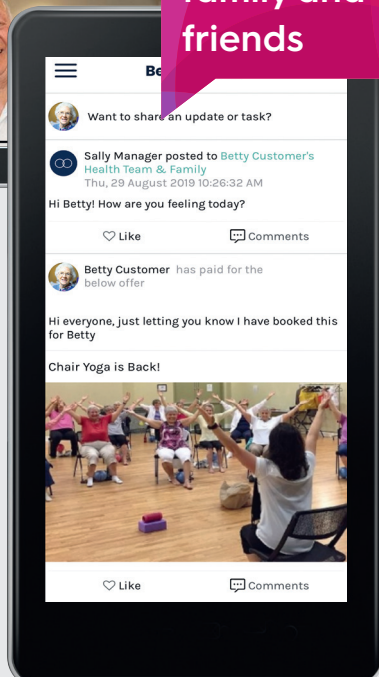 family and
friends
Be
Want to share an update or task?
Sally Manager posted to Betty Customer's
Health Team & Family
Thu, 29 August 2019 10:26:32 AM
Hi Betty! How are you feeling today?
Like
Comments
Betty Customer has paid for the
below offer
Hi everyone, just letting you know I have booked this
for Betty
Chair Yoga is Back!
Like
Comments